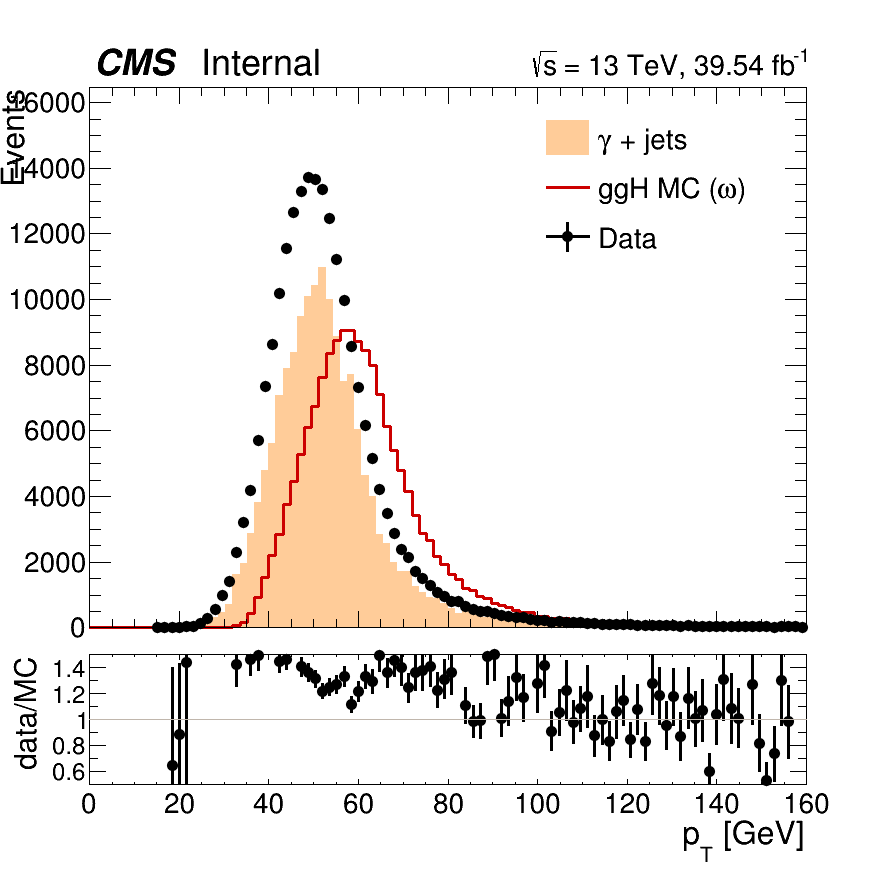 CMS Internal
√s = 13 TeV, 39.54 fb⁻¹
Events
16000
14000
12000
10000
8000
6000
4000
2000
0
γ + jets
ggH MC (ω)
Data
data/MC
1.4
1.2
1
0.8
0.6
0 20 40 60 80 100 120 140 160
p_T [GeV]